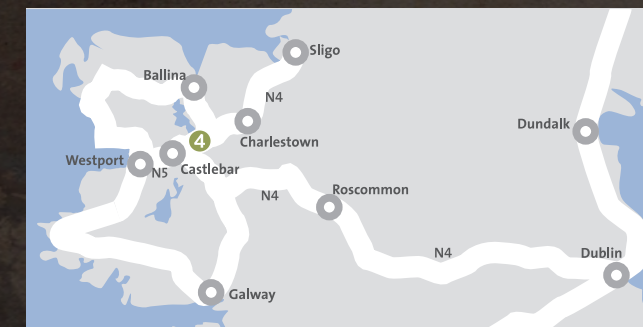 Sligo
Ballina
N4
Dundalk
4
Charlestown
Westport
N5
Castlebar
N4
Roscommon
N4
Dublin
Galway